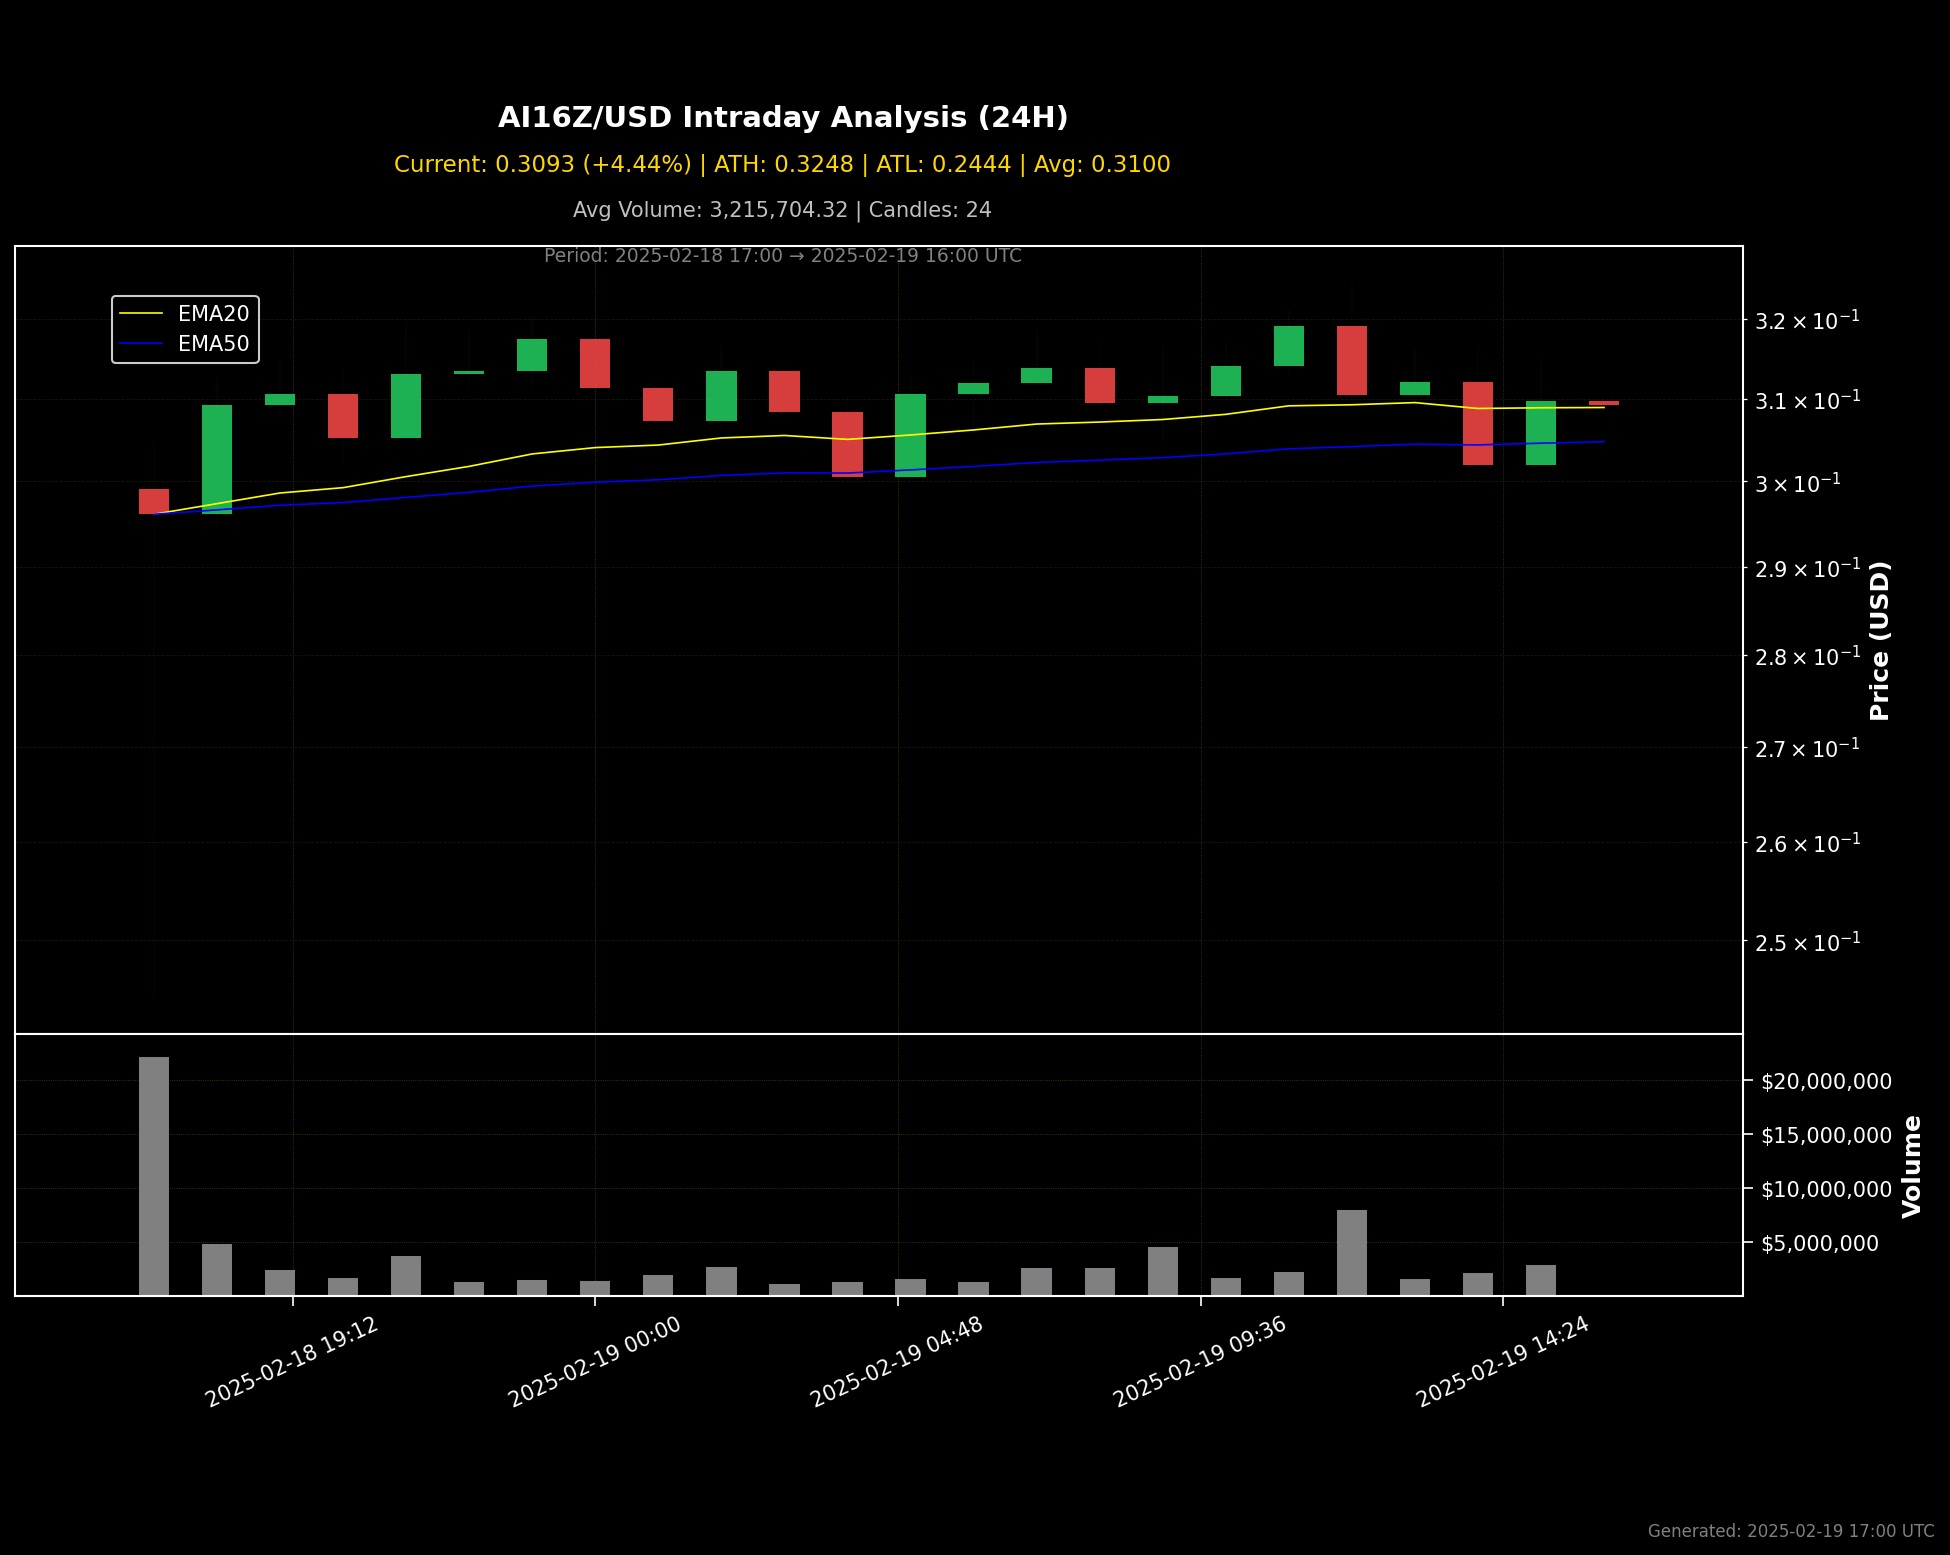 AI16Z/USD Intraday Analysis (24H)
Current: 0.3093 (+4.44%) | ATH: 0.3248 | ATL: 0.2444 | Avg: 0.3100
Avg Volume: 3,215,704.32 | Candles: 24
Period: 2025-02-18 17:00 → 2025-02-19 16:00 UTC
EMA20
EMA50
3.2 × 10⁻¹
3.1 × 10⁻¹
3 × 10⁻¹
2.9 × 10⁻¹
2.8 × 10⁻¹
2.7 × 10⁻¹
2.6 × 10⁻¹
2.5 × 10⁻¹
Price (USD)
$20,000,000
$15,000,000
$10,000,000
$5,000,000
Volume
2025-02-18 19:12
2025-02-19 00:00
2025-02-19 04:48
2025-02-19 09:36
2025-02-19 14:24
Generated: 2025-02-19 17:00 UTC